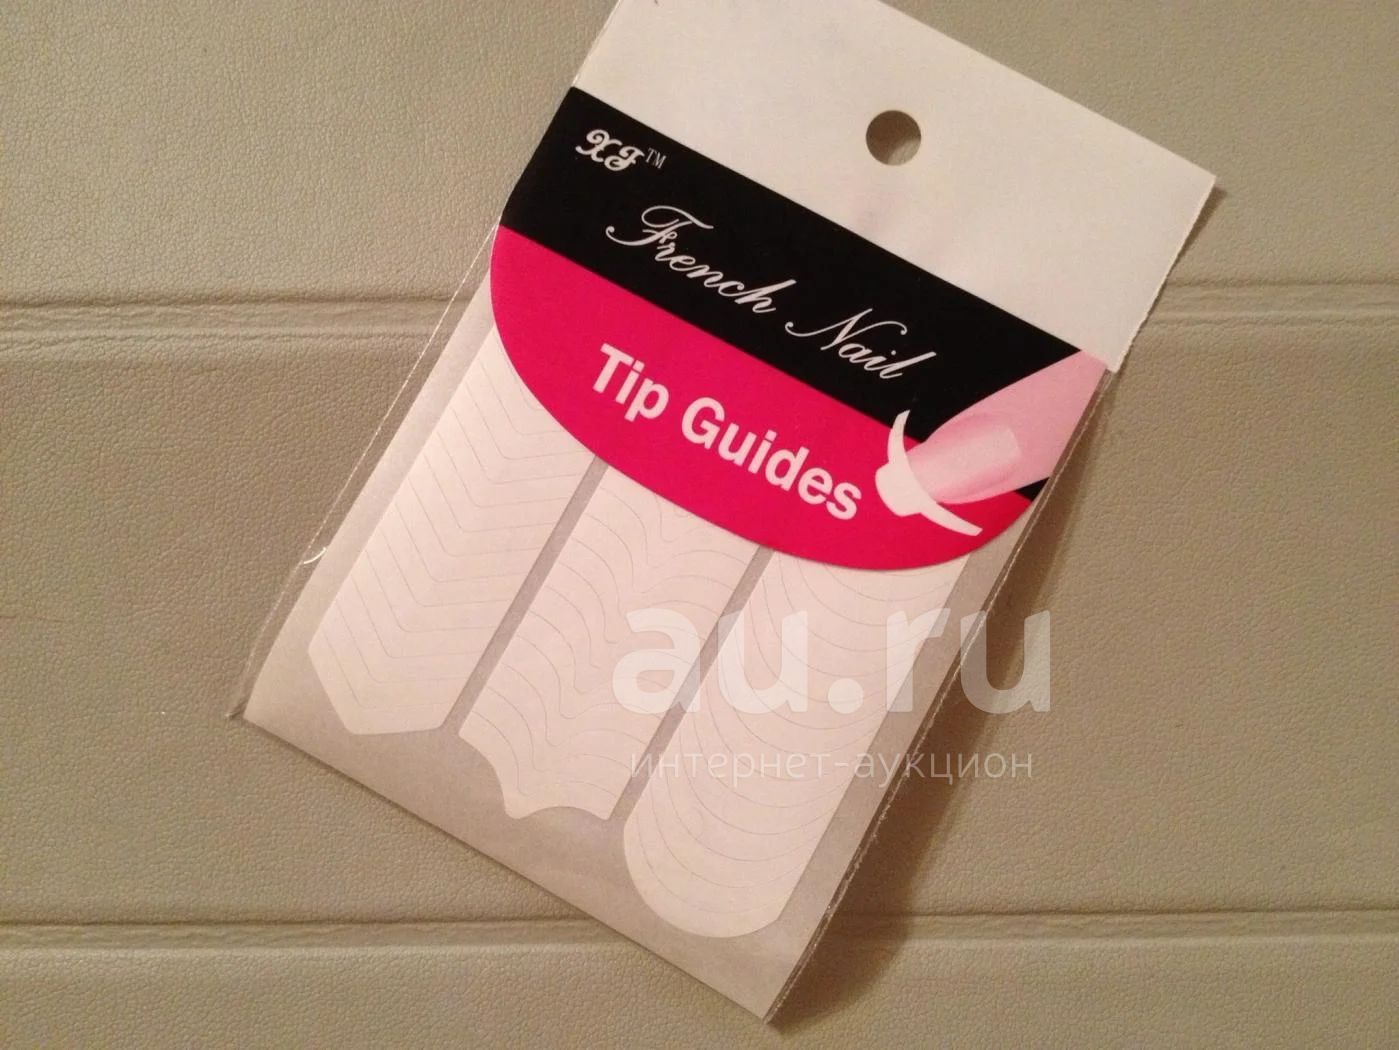 XF™
French Nail
Tip Guides
au.ru
интернет-аукцион